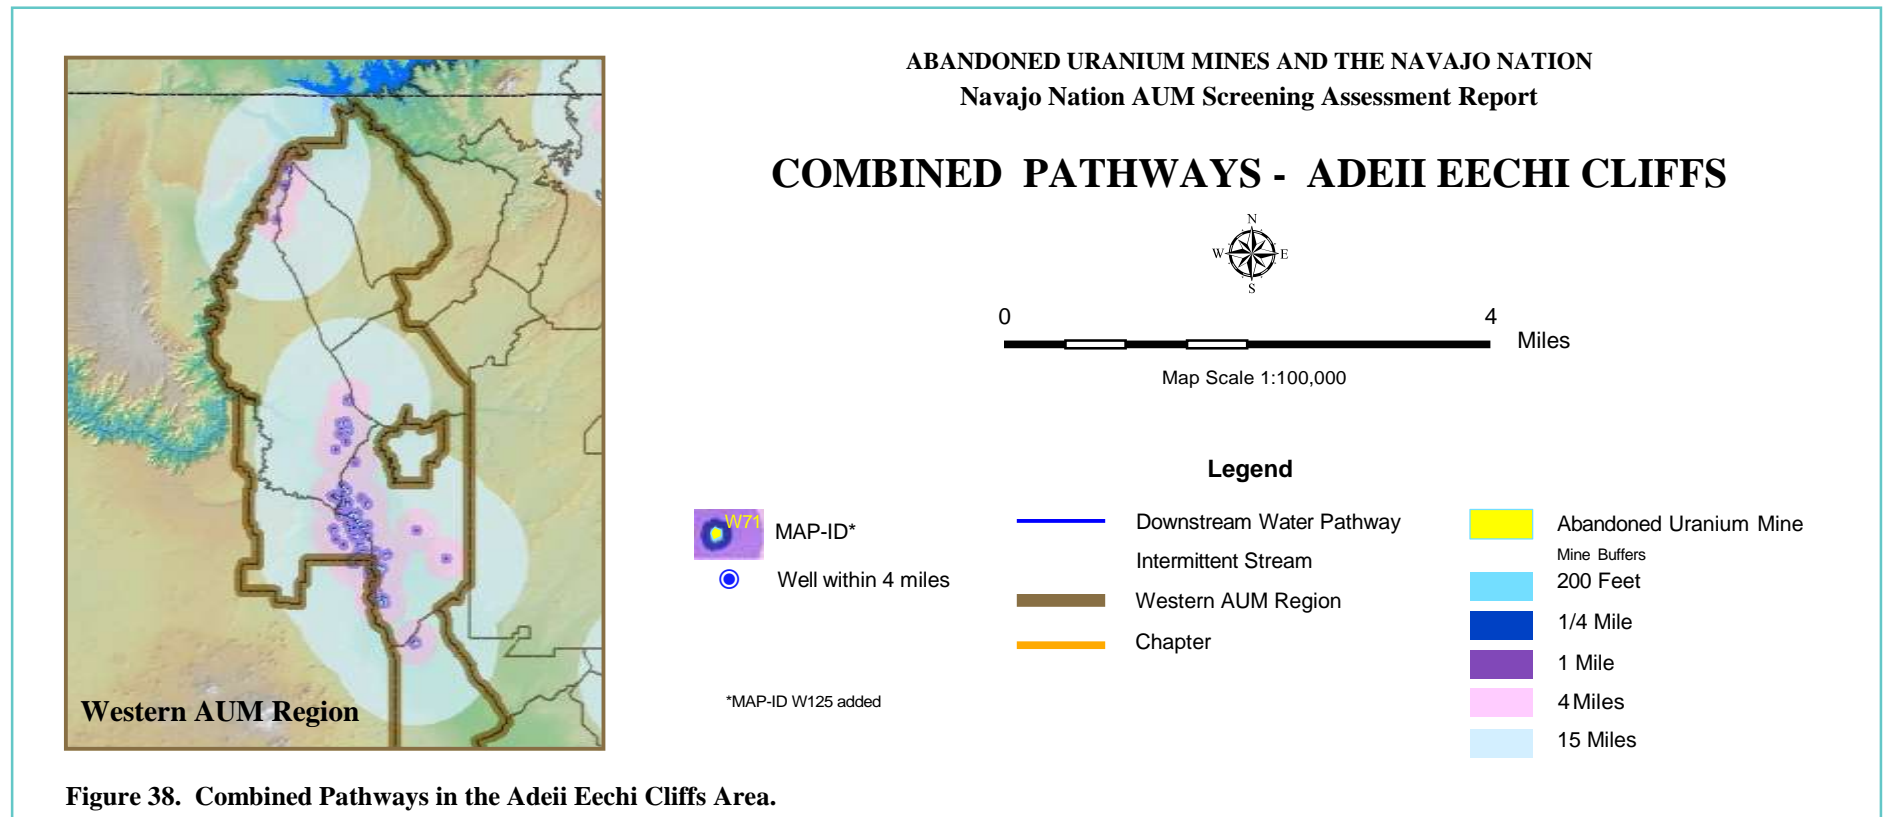 ABANDONED URANIUM MINES AND THE NAVAJO NATION
Navajo Nation AUM Screening Assessment Report
COMBINED PATHWAYS - ADEII EECHI CLIFFS
N
W E
S
0 4
Miles
Map Scale 1:100,000
Legend
W71
MAP-ID*
Well within 4 miles
*MAP-ID W125 added
Downstream Water Pathway
Intermittent Stream
Western AUM Region
Chapter
Abandoned Uranium Mine
Mine Buffers
200 Feet
1/4 Mile
1 Mile
4 Miles
15 Miles
Western AUM Region
Figure 38. Combined Pathways in the Adeii Eechi Cliffs Area.